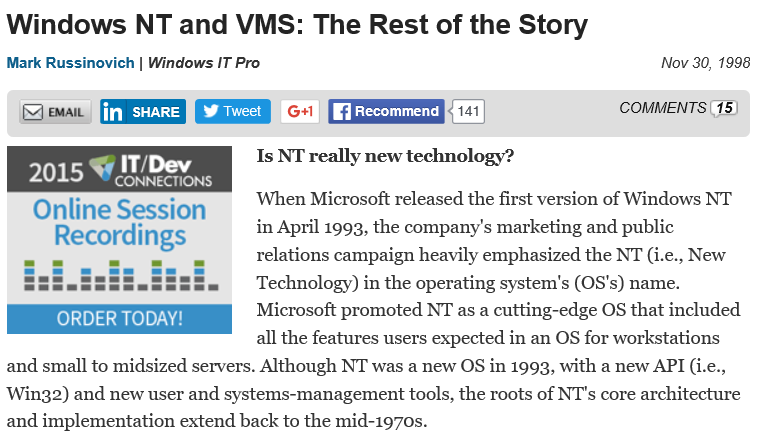 Windows NT and VMS: The Rest of the Story
Mark Russinovich | Windows IT Pro
Nov 30, 1998
EMAIL
in SHARE
Tweet
G+1
f Recommend
141
COMMENTS 15
2015 IT/Dev
CONNECTIONS
Online Session
Recordings
ORDER TODAY!
Is NT really new technology?
When Microsoft released the first version of Windows NT
in April 1993, the company's marketing and public
relations campaign heavily emphasized the NT (i.e., New
Technology) in the operating system's (OS's) name.
Microsoft promoted NT as a cutting-edge OS that included
all the features users expected in an OS for workstations
and small to midsized servers. Although NT was a new OS in 1993, with a new API (i.e.,
Win32) and new user and systems-management tools, the roots of NT's core architecture
and implementation extend back to the mid-1970s.